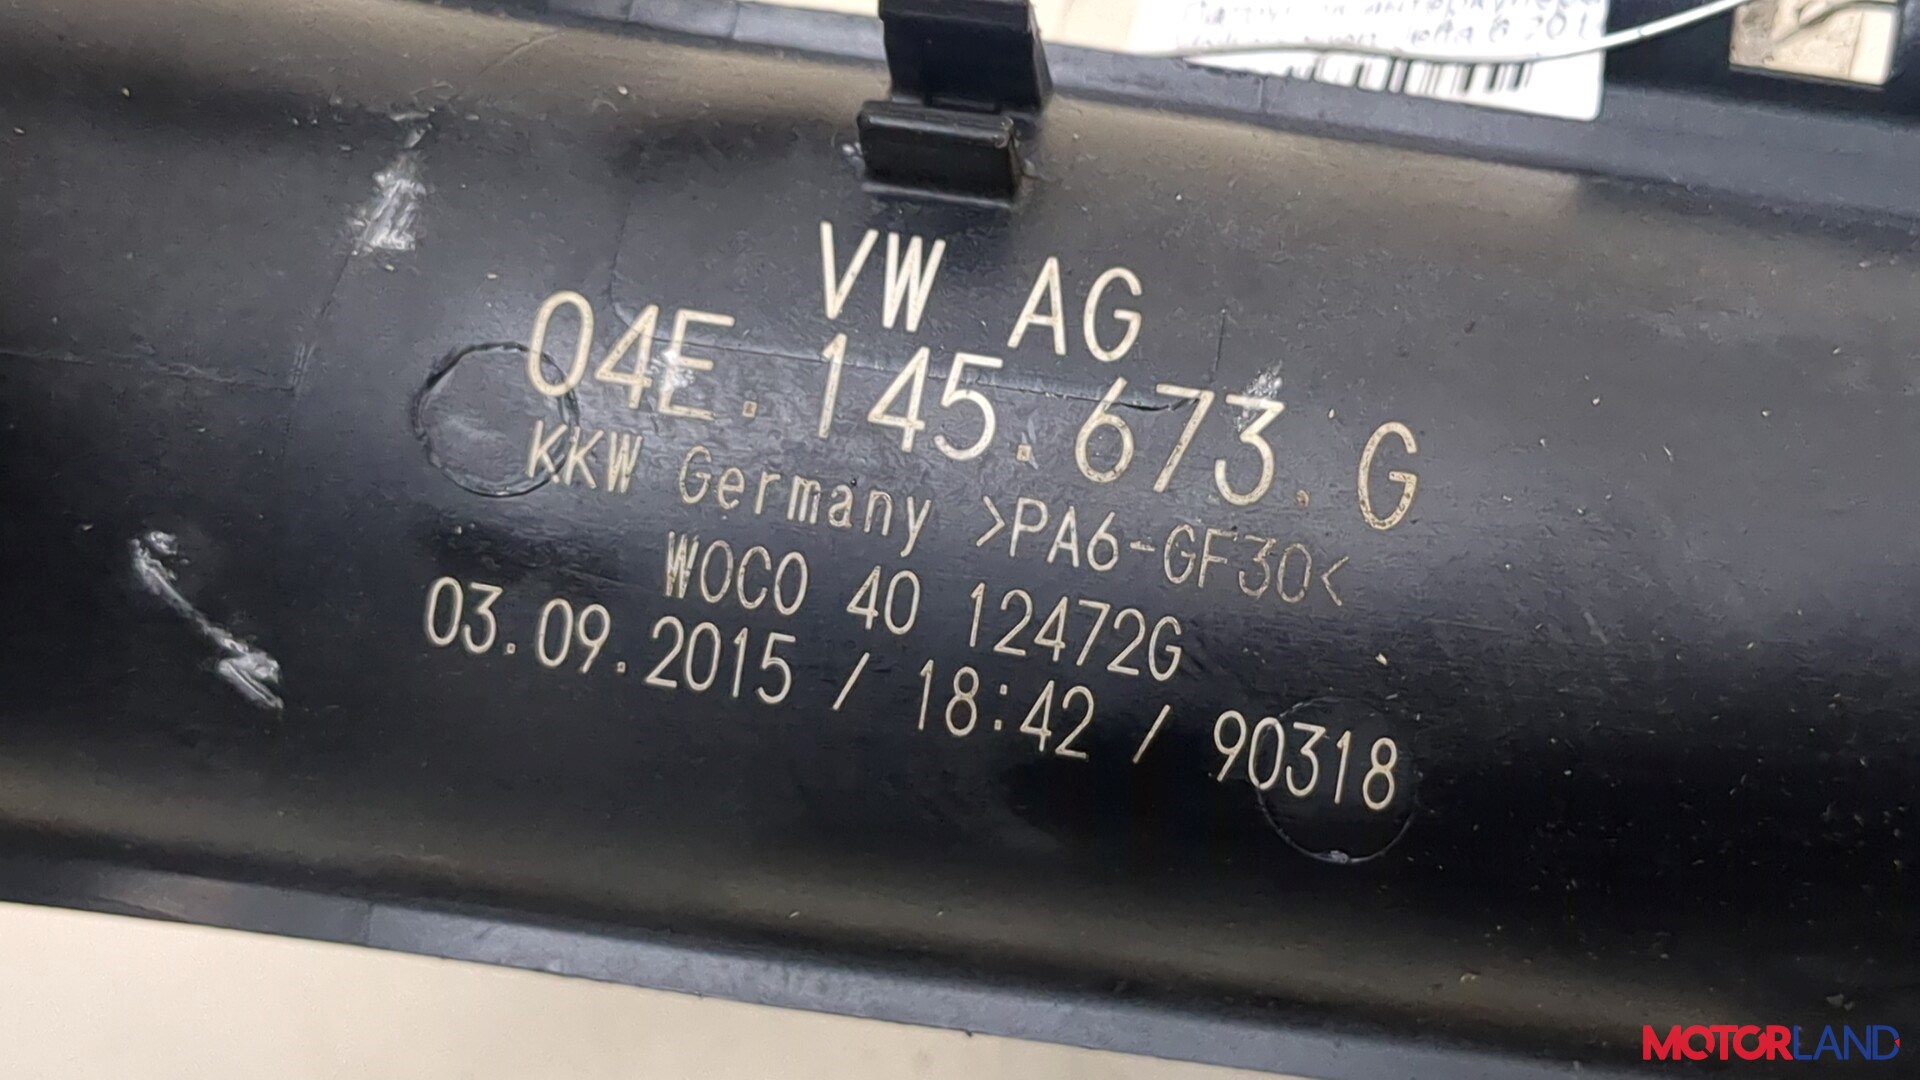 VW AG
04E.145.673.G
KKW Germany >PA6-GF30<
WOCO 40 12472G
03.09.2015 / 18:42 / 90318
MOTORLAND